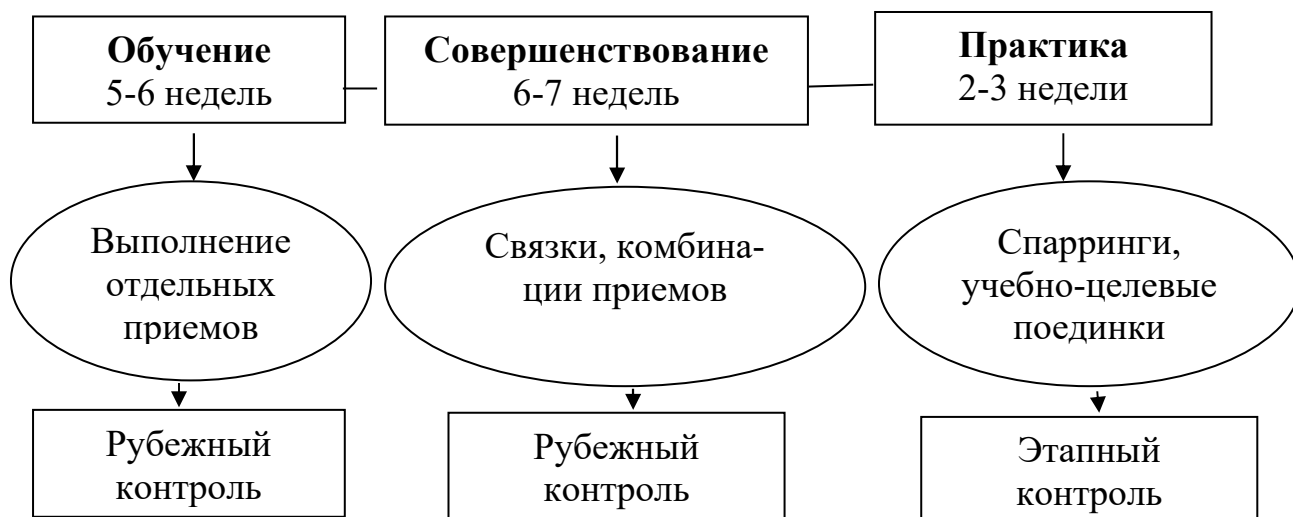 Обучение
5-6 недель
Совершенствование
6-7 недель
Практика
2-3 недели
Выполнение
отдельных
приемов
Связки, комбина-
ции приемов
Спарринги,
учебно-целевые
поединки
Рубежный
контроль
Рубежный
контроль
Этапный
контроль